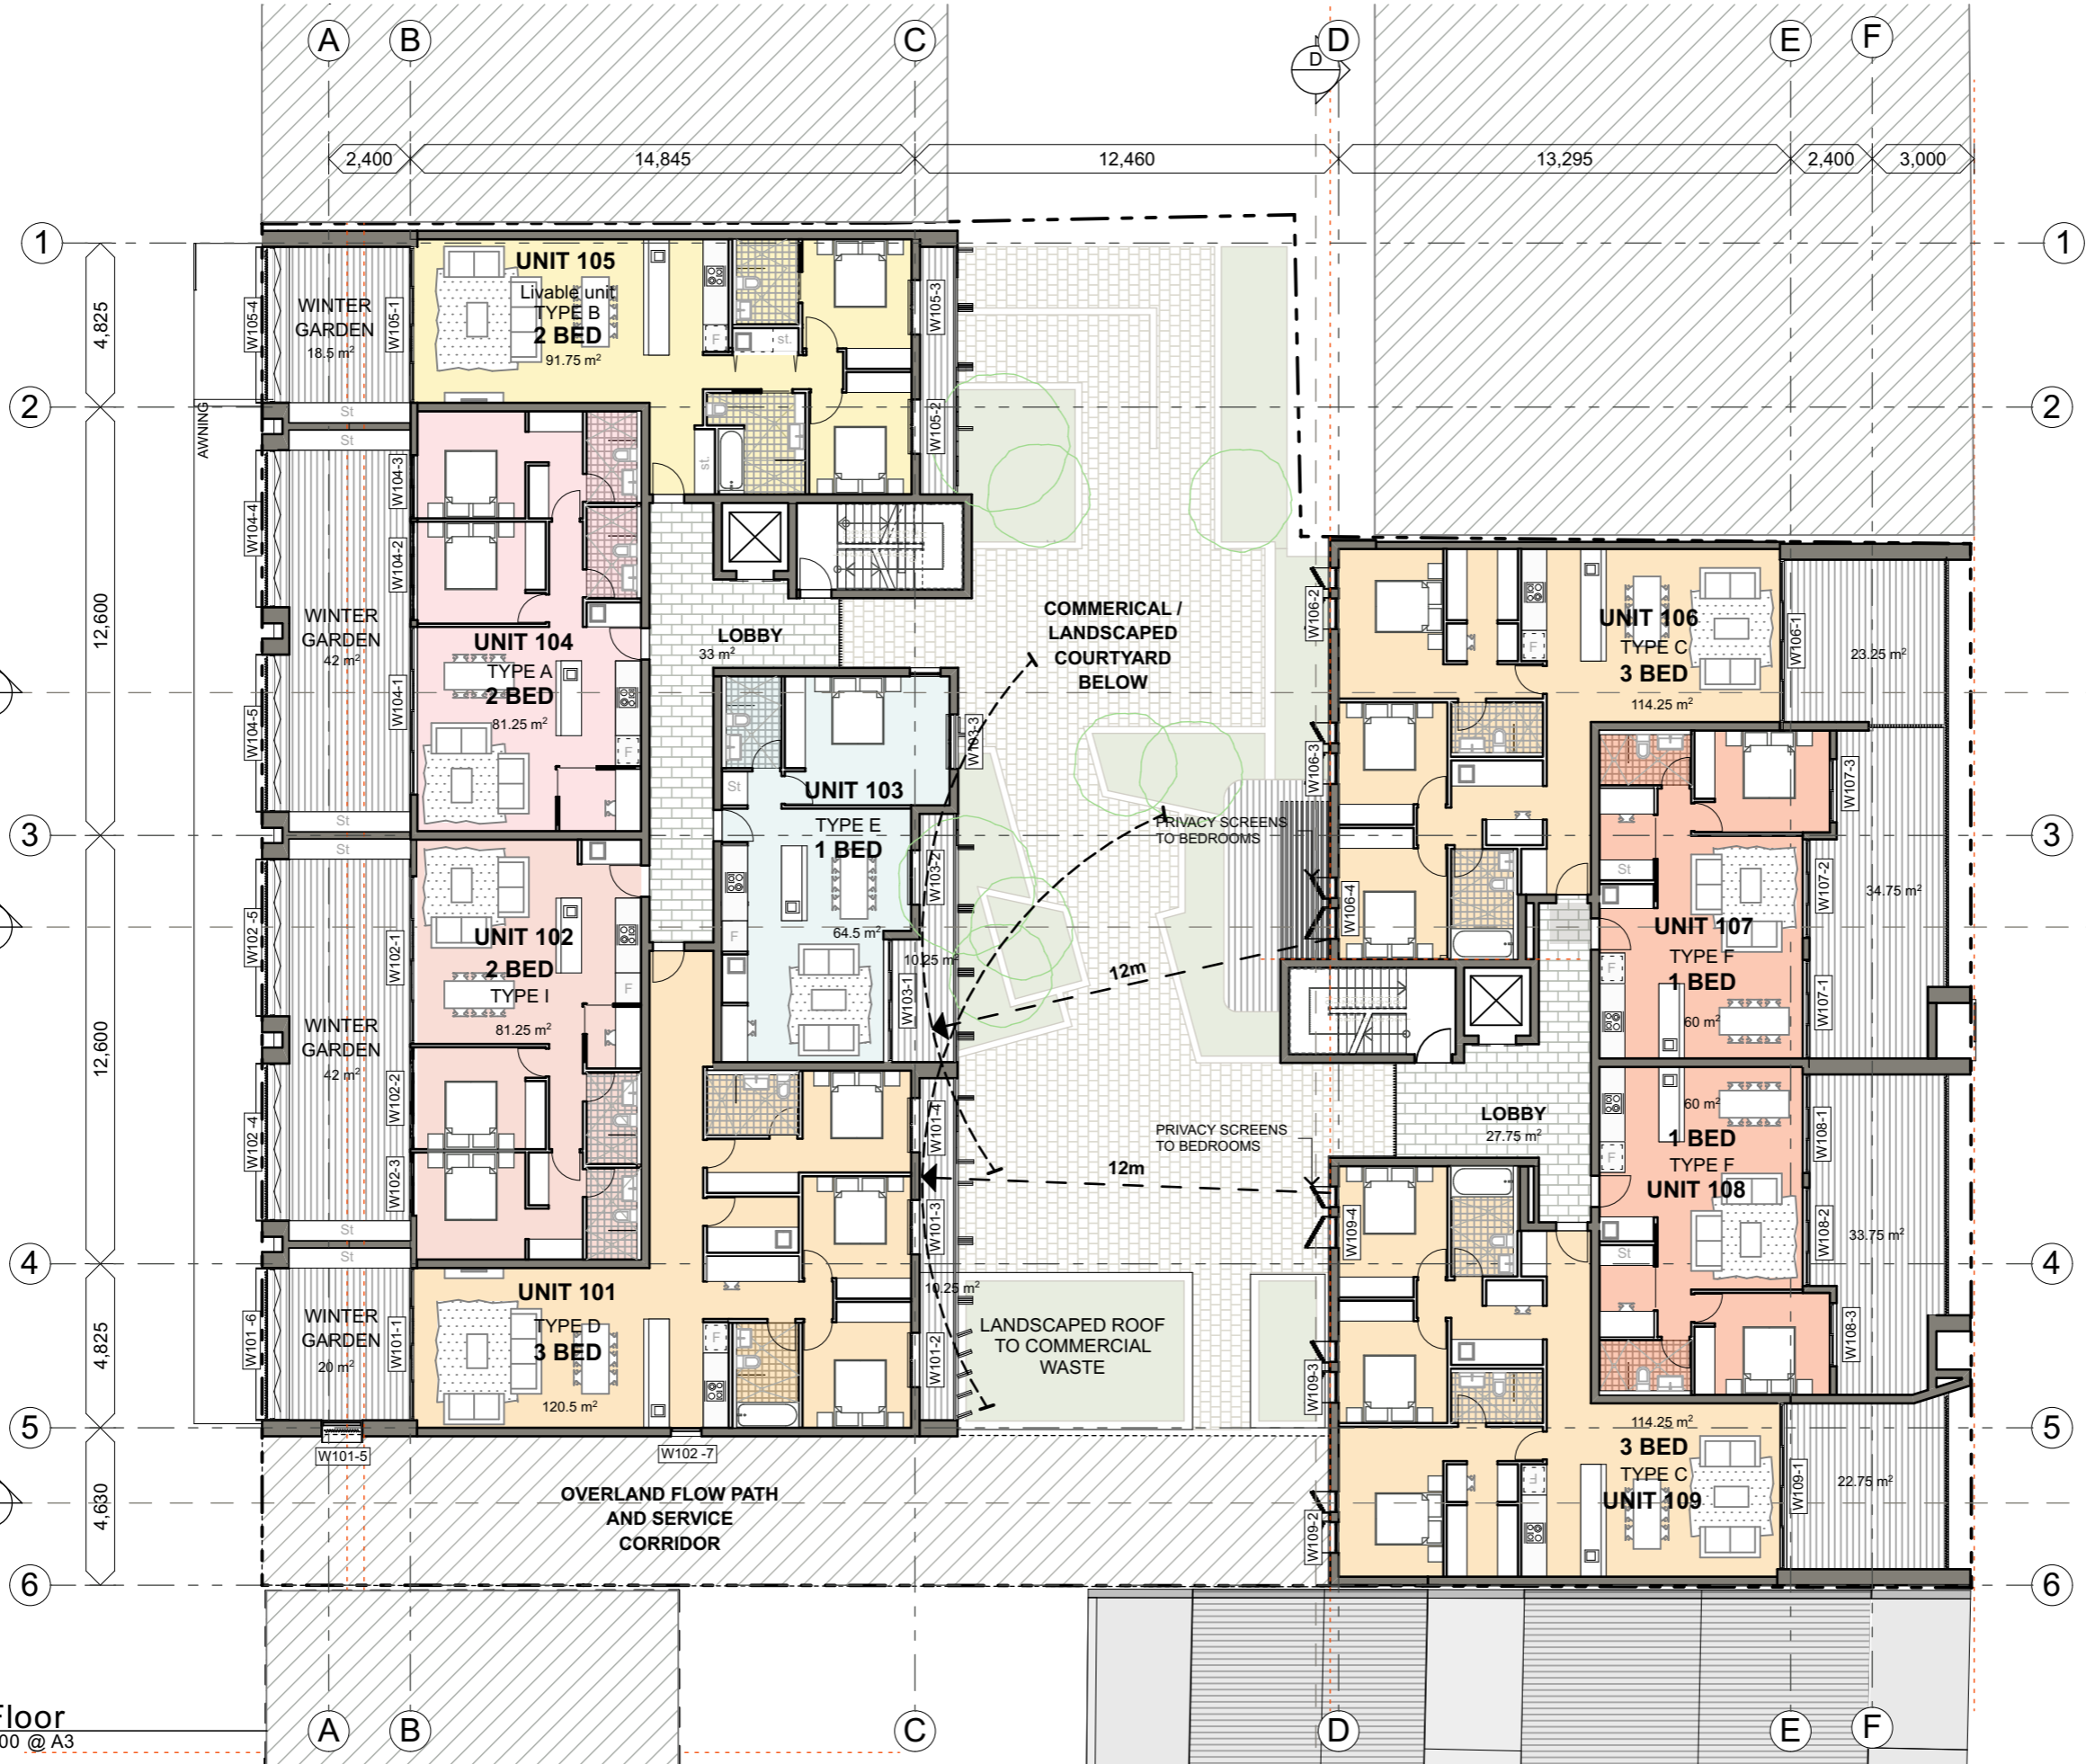 A
B
C
D
D
E
F
2,400
14,845
12,460
13,295
2,400
3,000
1
1
4,825
W105-4
WINTER
GARDEN
18.5 m²
W105-1
UNIT 105
Livable unit
TYPE B
2 BED
91.75 m²
F
st.
st.
W105-3
W105-2
2
2
AWNING
St
St
12,600
W104-4
W104-5
WINTER
GARDEN
42 m²
St
W104-3
W104-2
W104-1
UNIT 104
TYPE A
2 BED
81.25 m²
F
LOBBY
33 m²
COMMERICAL /
LANDSCAPED
COURTYARD
BELOW
W106-2
W106-3
W106-4
UNIT 106
TYPE C
3 BED
114.25 m²
F
W106-1
23.25 m²
St
UNIT 103
TYPE E
1 BED
64.5 m²
F
W103-3
W103-2
W103-1
10.25 m²
PRIVACY SCREENS
TO BEDROOMS
3
3
W107-3
W107-2
W107-1
34.75 m²
St
UNIT 107
TYPE F
1 BED
60 m²
F
12,600
St
W102 -5
W102 -4
WINTER
GARDEN
42 m²
St
W102-1
W102-2
W102-3
UNIT 102
2 BED
TYPE I
81.25 m²
F
12m
12m
PRIVACY SCREENS
TO BEDROOMS
LOBBY
27.75 m²
60 m²
1 BED
TYPE F
UNIT 108
F
St
W108-1
W108-2
W108-3
33.75 m²
4
4
St
4,825
W101 -6
WINTER
GARDEN
20 m²
W101-1
UNIT 101
TYPE D
3 BED
120.5 m²
F
W101-4
W101-3
W101-2
10.25 m²
LANDSCAPED ROOF
TO COMMERCIAL
WASTE
W109-4
W109-3
W109-2
114.25 m²
3 BED
TYPE C
UNIT 109
F
W109-1
22.75 m²
5
5
W101-5
W102 -7
4,630
OVERLAND FLOW PATH
AND SERVICE
CORRIDOR
6
6
Floor
00 @ A3
A
B
C
D
E
F